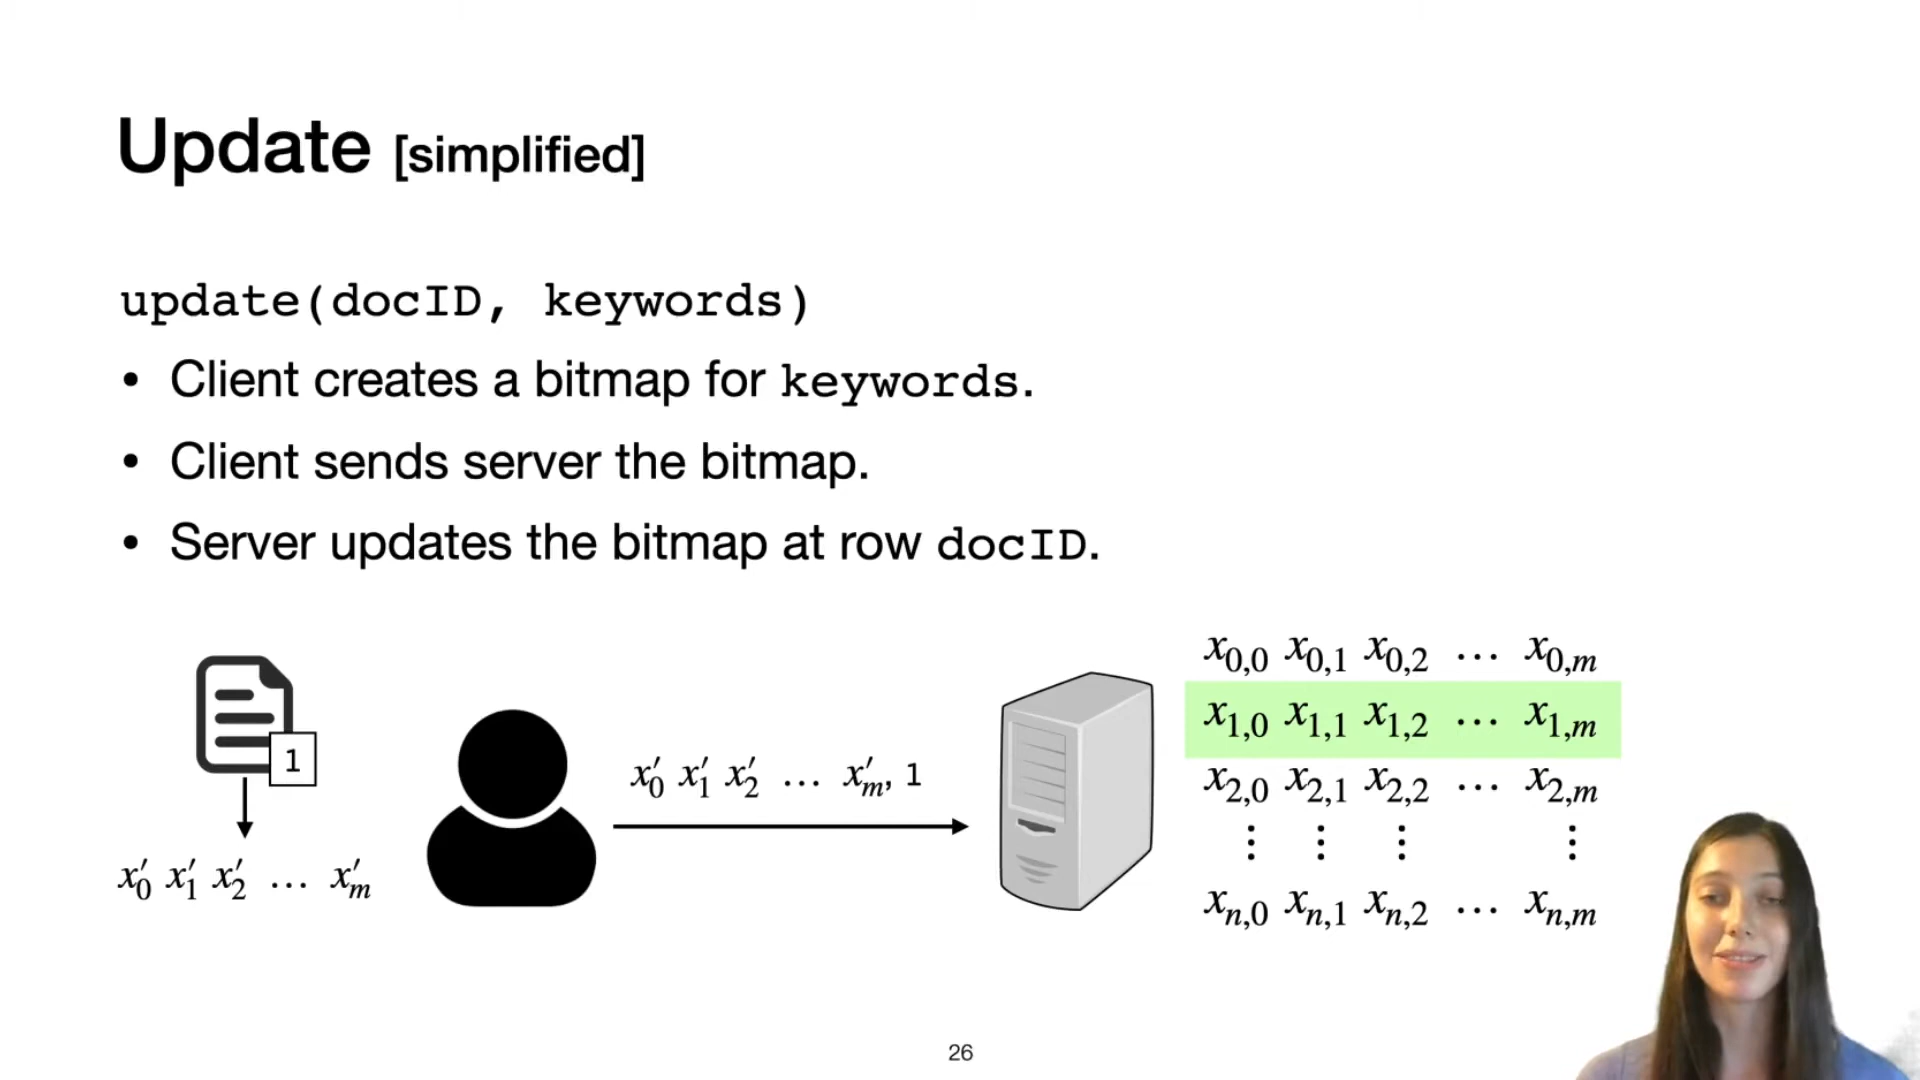 Update [simplified]
update(docID, keywords)
• Client creates a bitmap for keywords.
• Client sends server the bitmap.
• Server updates the bitmap at row docID.
1
x′0 x′1 x′2 … x′m
x′0 x′1 x′2 … x′m, 1
x0,0 x0,1 x0,2 … x0,m
x1,0 x1,1 x1,2 … x1,m
x2,0 x2,1 x2,2 … x2,m
⋮ ⋮ ⋮ ⋮
xn,0 xn,1 xn,2 … xn,m
26